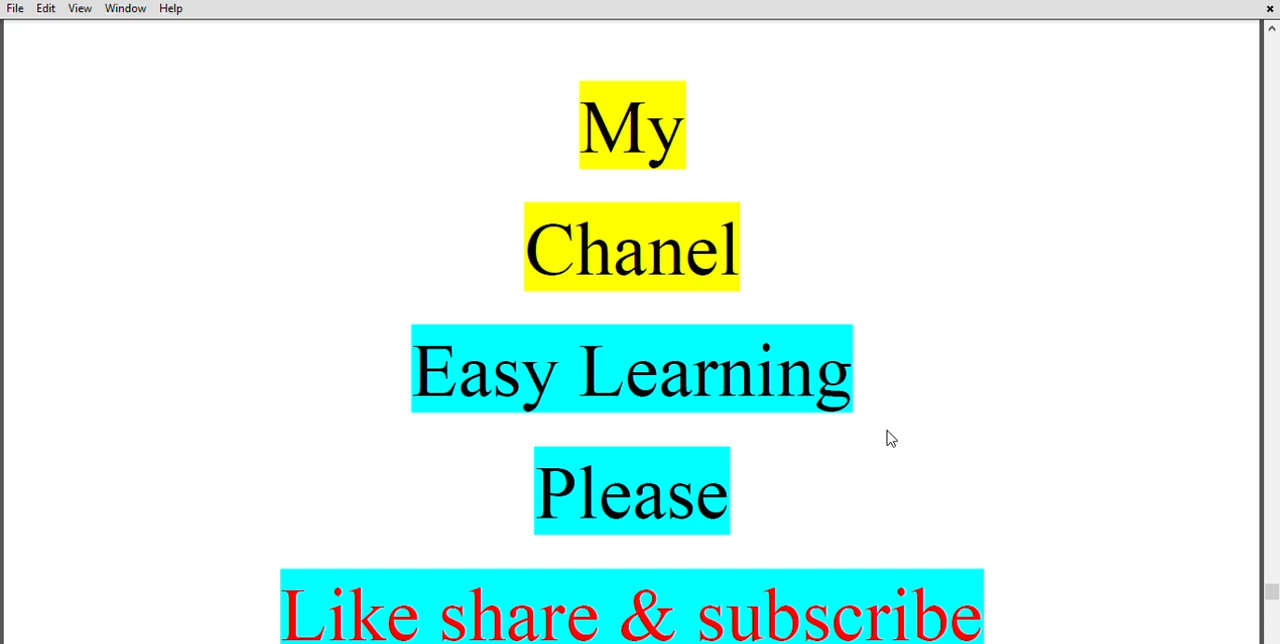 File Edit View Window Help
My
Chanel
Easy Learning
Please
Like share & subscribe